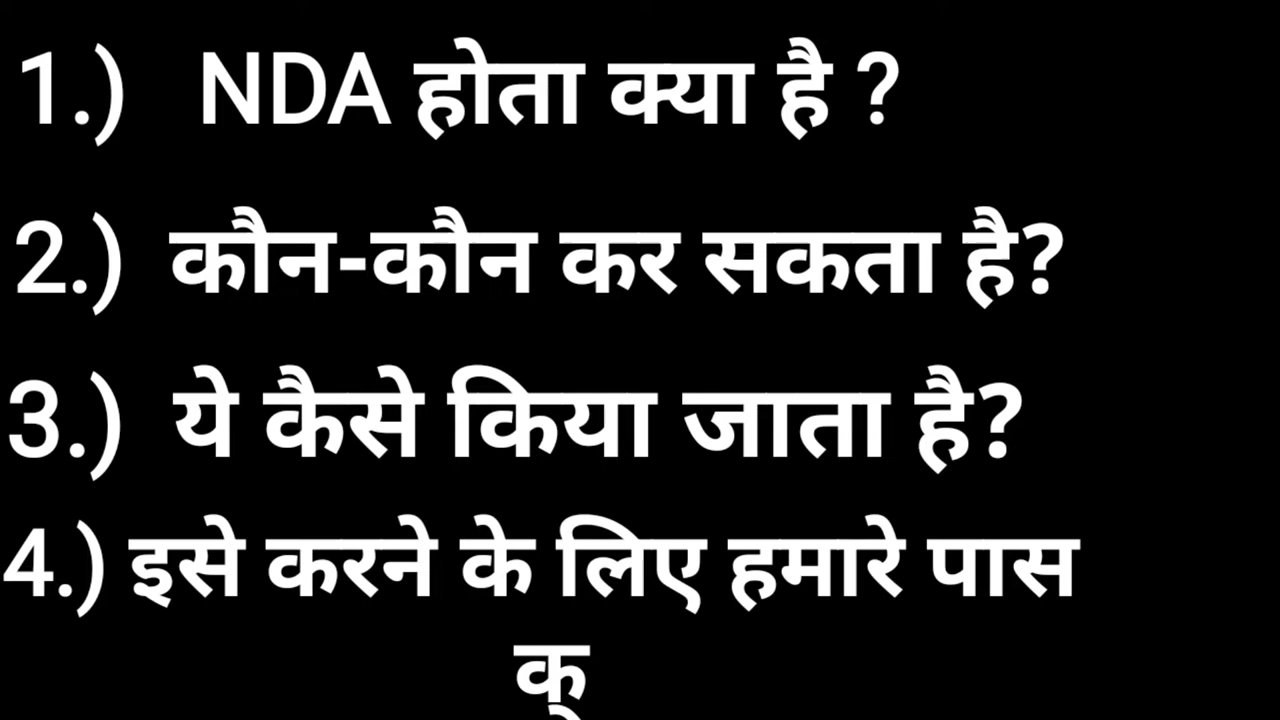 1.) NDA होता क्या है ?
2.) कौन-कौन कर सकता है?
3.) ये कैसे किया जाता है?
4.) इसे करने के लिए हमारे पास